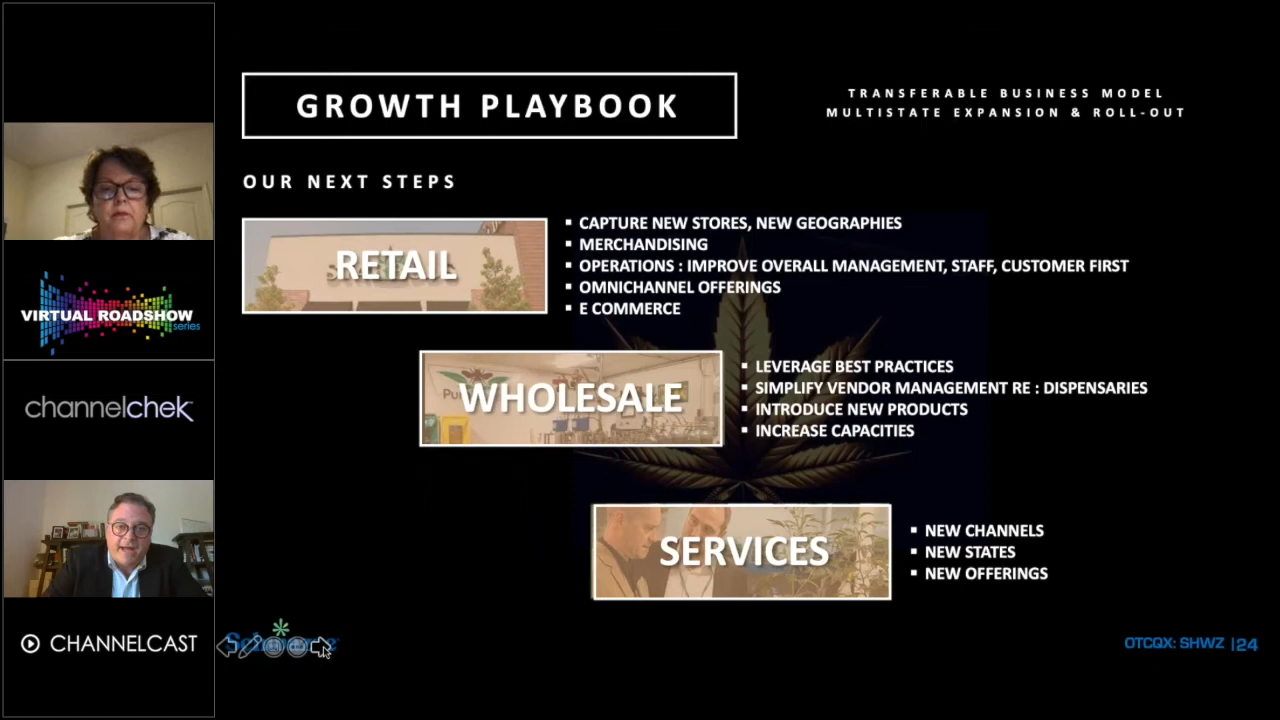 GROWTH PLAYBOOK
TRANSFERABLE BUSINESS MODEL
MULTISTATE EXPANSION & ROLL-OUT
OUR NEXT STEPS
RETAIL
▪ CAPTURE NEW STORES, NEW GEOGRAPHIES
▪ MERCHANDISING
▪ OPERATIONS : IMPROVE OVERALL MANAGEMENT, STAFF, CUSTOMER FIRST
▪ OMNICHANNEL OFFERINGS
▪ E COMMERCE
VIRTUAL ROADSHOW
series
channelchek
WHOLESALE
▪ LEVERAGE BEST PRACTICES
▪ SIMPLIFY VENDOR MANAGEMENT RE : DISPENSARIES
▪ INTRODUCE NEW PRODUCTS
▪ INCREASE CAPACITIES
SERVICES
▪ NEW CHANNELS
▪ NEW STATES
▪ NEW OFFERINGS
CHANNELCAST
OTCQX: SHWZ |24